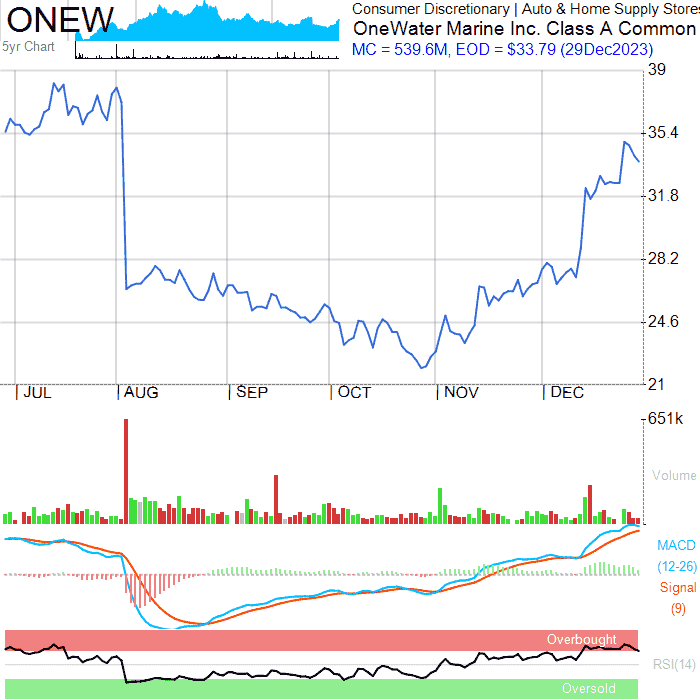 ONEW
5yr Chart
Consumer Discretionary | Auto & Home Supply Stores
OneWater Marine Inc. Class A Common
MC = 539.6M, EOD = $33.79 (29Dec2023)
39
35.4
31.8
28.2
24.6
21
| JUL | AUG | SEP | OCT | NOV | DEC
651k
Volume
MACD
(12-26)
Signal
(9)
Overbought
RSI(14)
Oversold